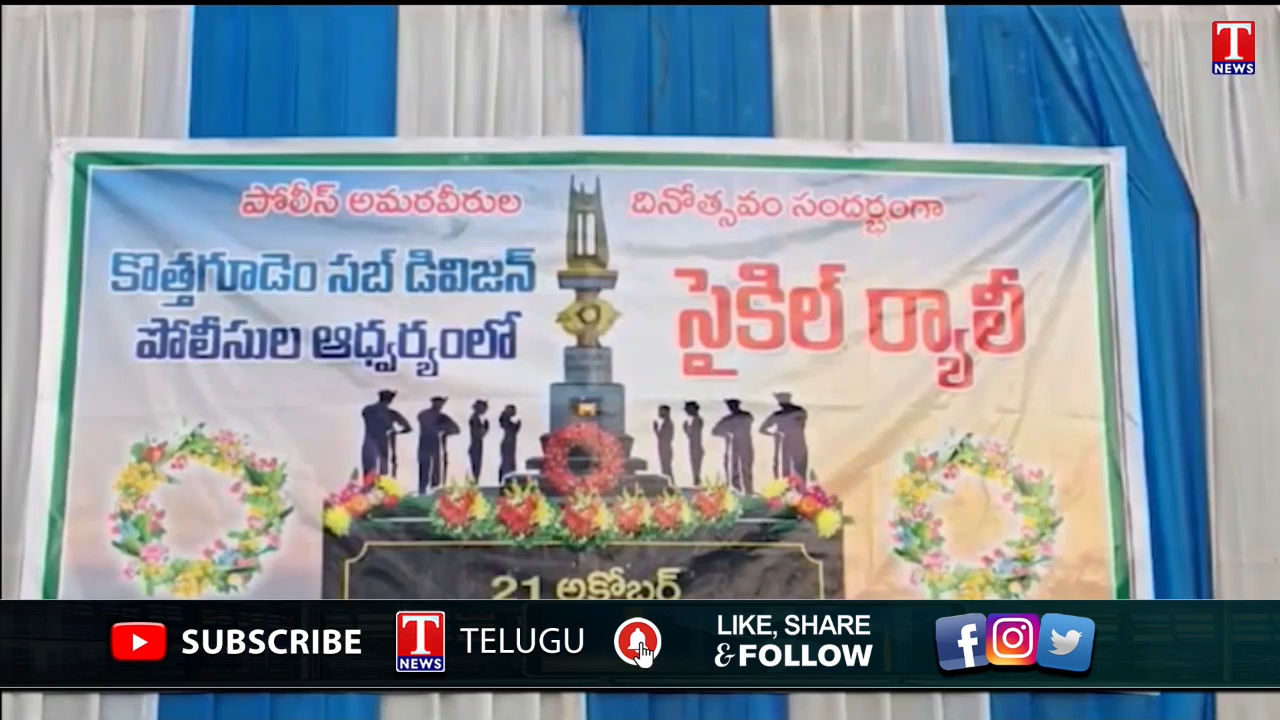 T
NEWS
పోలీస్ అమరవీరుల దినోత్సవం సందర్భంగా
కొత్తగూడెం సబ్ డివిజన్
పోలీసుల ఆధ్వర్యంలో
సైకిల్ ర్యాలీ
21 అక్టోబర్
SUBSCRIBE
T
NEWS
TELUGU
LIKE, SHARE
& FOLLOW